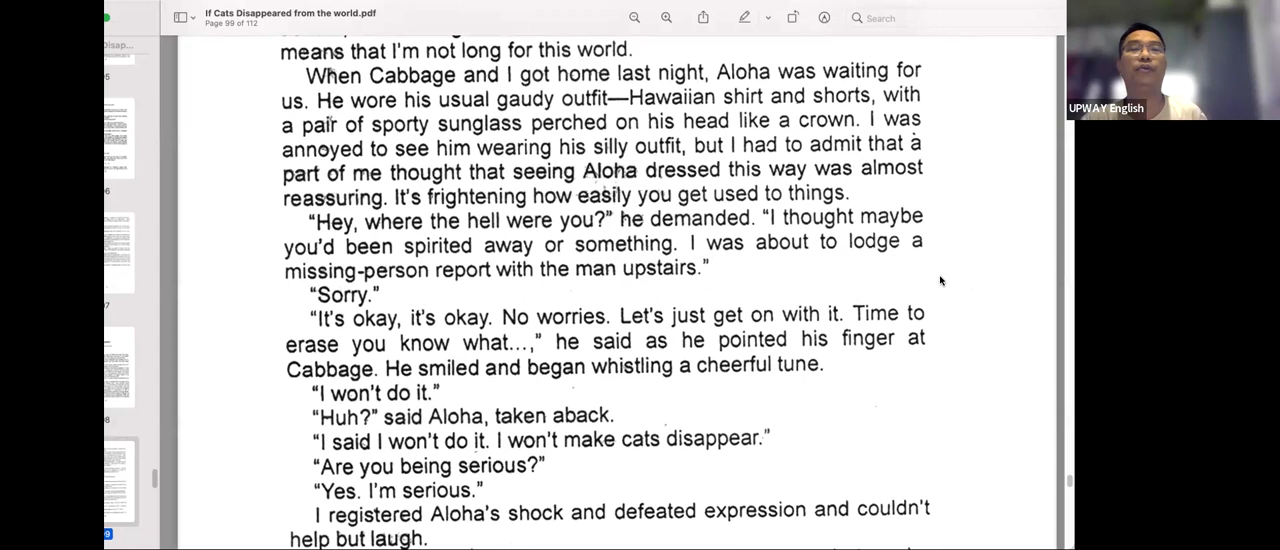 If Cats Disappeared from the world.pdf
Page 99 of 112
Search
Disap...
means that I'm not long for this world.
When Cabbage and I got home last night, Aloha was waiting for
us. He wore his usual gaudy outfit—Hawaiian shirt and shorts, with
a pair of sporty sunglass perched on his head like a crown. I was
annoyed to see him wearing his silly outfit, but I had to admit that a
part of me thought that seeing Aloha dressed this way was almost
reassuring. It's frightening how easily you get used to things.
“Hey, where the hell were you?” he demanded. “I thought maybe
you'd been spirited away or something. I was about to lodge a
missing-person report with the man upstairs.”
“Sorry.”
“It's okay, it's okay. No worries. Let's just get on with it. Time to
erase you know what...,” he said as he pointed his finger at
Cabbage. He smiled and began whistling a cheerful tune.
“I won't do it.”
“Huh?” said Aloha, taken aback.
“I said I won't do it. I won't make cats disappear.”
“Are you being serious?”
“Yes. I'm serious.”
I registered Aloha's shock and defeated expression and couldn't
help but laugh.
UPWAY English